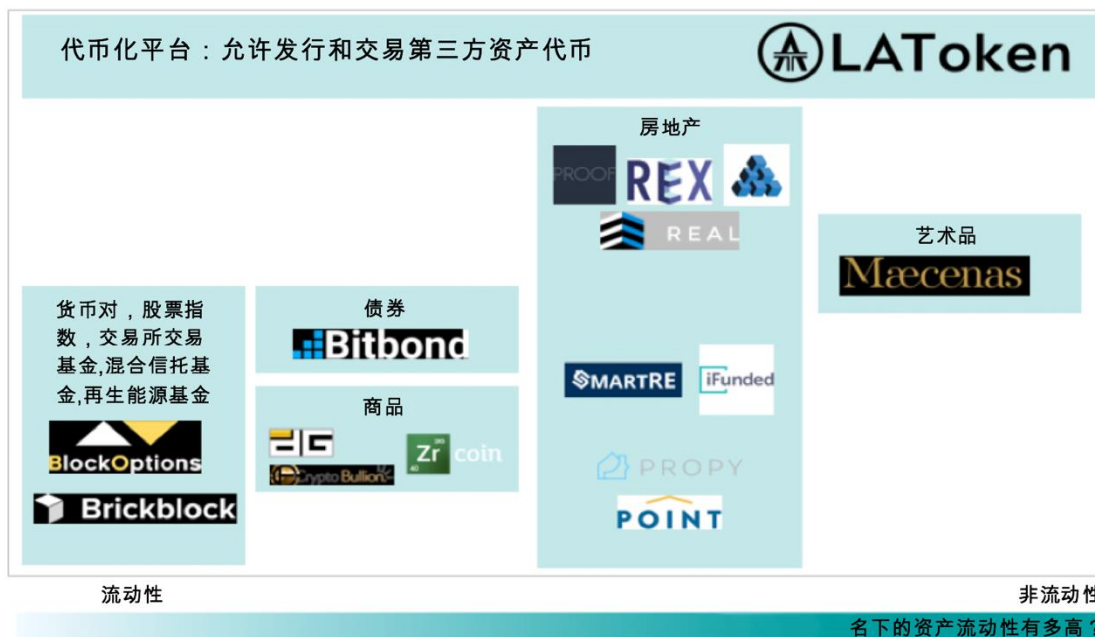 代币化平台：允许发行和交易第三方资产代币
LAToken
房地产
PROOF
REX
REAL
艺术品
Mæcenas
货币对，股票指
数，交易所交易
基金,混合信托基
金,再生能源基金
BlockOptions
Brickblock
债券
Bitbond
商品
Crypto Bullion
Zr coin
40
SMARTRE
iFunded
PROPY
POINT
流动性
非流动性
名下的资产流动性有多高？